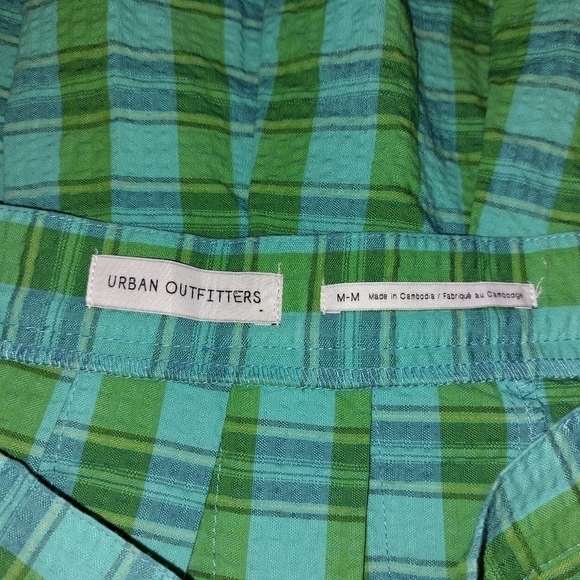 URBAN OUTFITTERS
M-M Made in Cambodia / Fabriqué au Cambodge